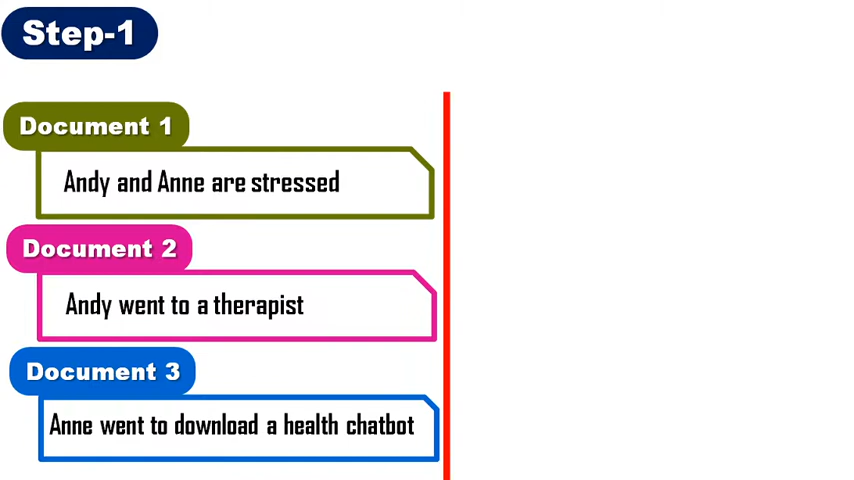 Step-1
Document 1
Andy and Anne are stressed
Document 2
Andy went to a therapist
Document 3
Anne went to download a health chatbot